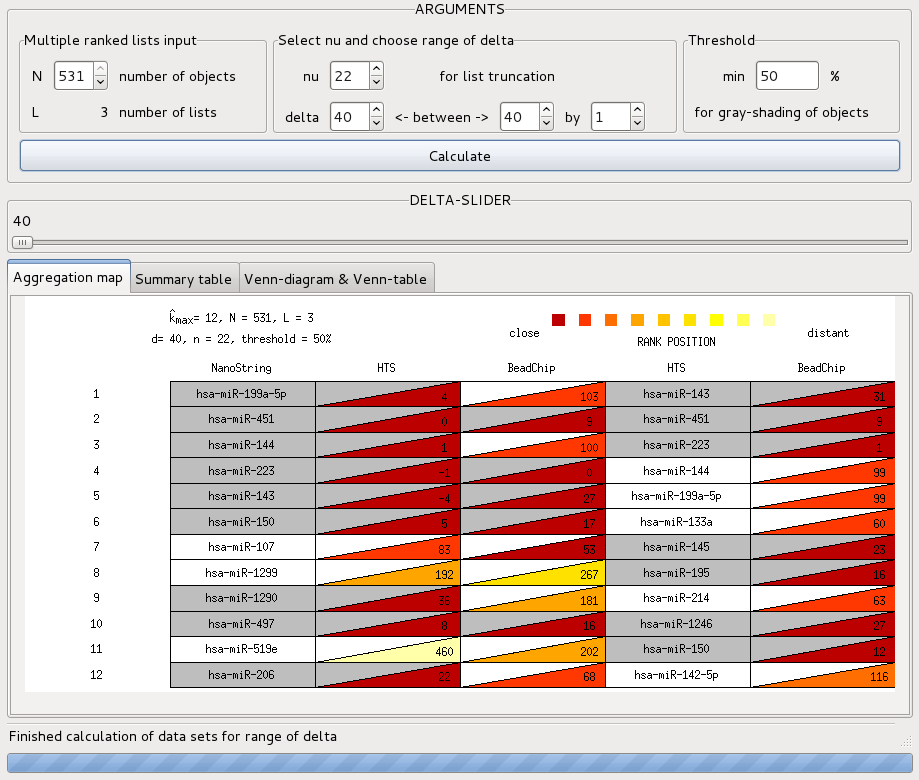 ARGUMENTS
Multiple ranked lists input
N 531 number of objects
L 3 number of lists
Select nu and choose range of delta
nu 22 for list truncation
delta 40 <- between -> 40 by 1
Threshold
min 50 %
for gray-shading of objects
Calculate
DELTA-SLIDER
40
Aggregation map Summary table Venn-diagram & Venn-table
k̂max= 12, N = 531, L = 3
d= 40, n = 22, threshold = 50%
close distant
RANK POSITION
NanoString HTS BeadChip HTS BeadChip
1 hsa-miR-199a-5p 4 103 hsa-miR-143 31
2 hsa-miR-451 0 9 hsa-miR-451 9
3 hsa-miR-144 1 100 hsa-miR-223 1
4 hsa-miR-223 -1 0 hsa-miR-144 99
5 hsa-miR-143 -4 27 hsa-miR-199a-5p 99
6 hsa-miR-150 5 17 hsa-miR-133a 60
7 hsa-miR-107 83 53 hsa-miR-145 23
8 hsa-miR-1299 192 267 hsa-miR-195 16
9 hsa-miR-1290 181 hsa-miR-214 63
10 hsa-miR-497 8 16 hsa-miR-1246 27
11 hsa-miR-519e 460 202 hsa-miR-150 12
12 hsa-miR-206 22 68 hsa-miR-142-5p 116
Finished calculation of data sets for range of delta